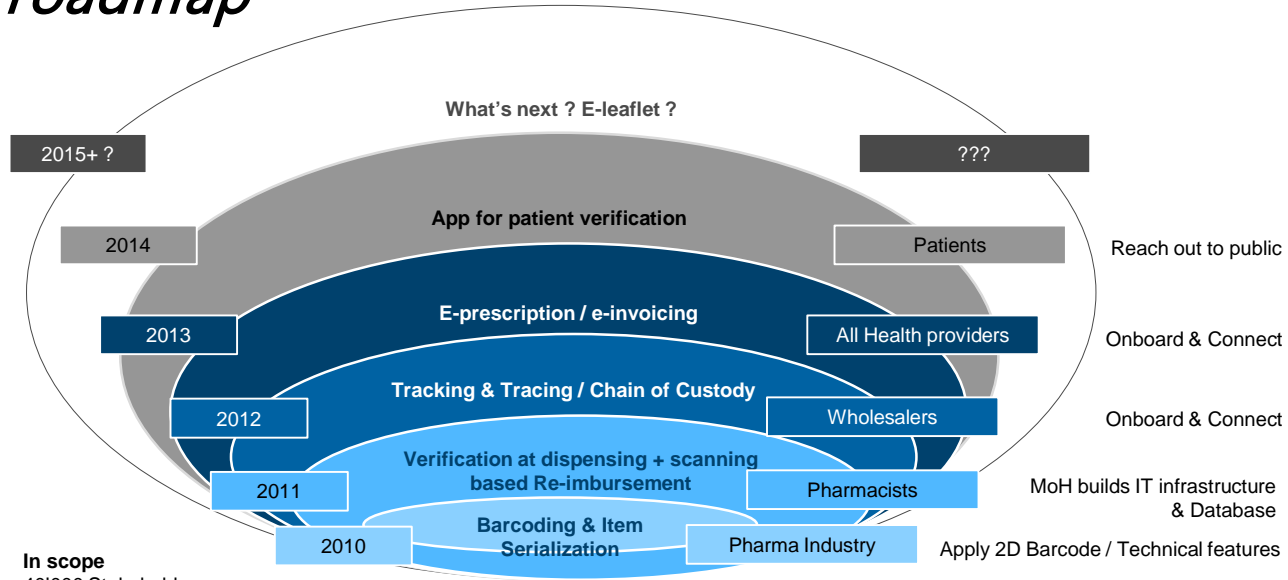 roadmap
What's next ? E-leaflet ?
2015+ ?
???
App for patient verification
2014
Patients
Reach out to public
E-prescription / e-invoicing
2013
All Health providers
Onboard & Connect
Tracking & Tracing / Chain of Custody
2012
Wholesalers
Onboard & Connect
Verification at dispensing + scanning
based Re-imbursement
2011
Pharmacists
MoH builds IT infrastructure
& Database
Barcoding & Item
Serialization
2010
Pharma Industry
Apply 2D Barcode / Technical features
In scope